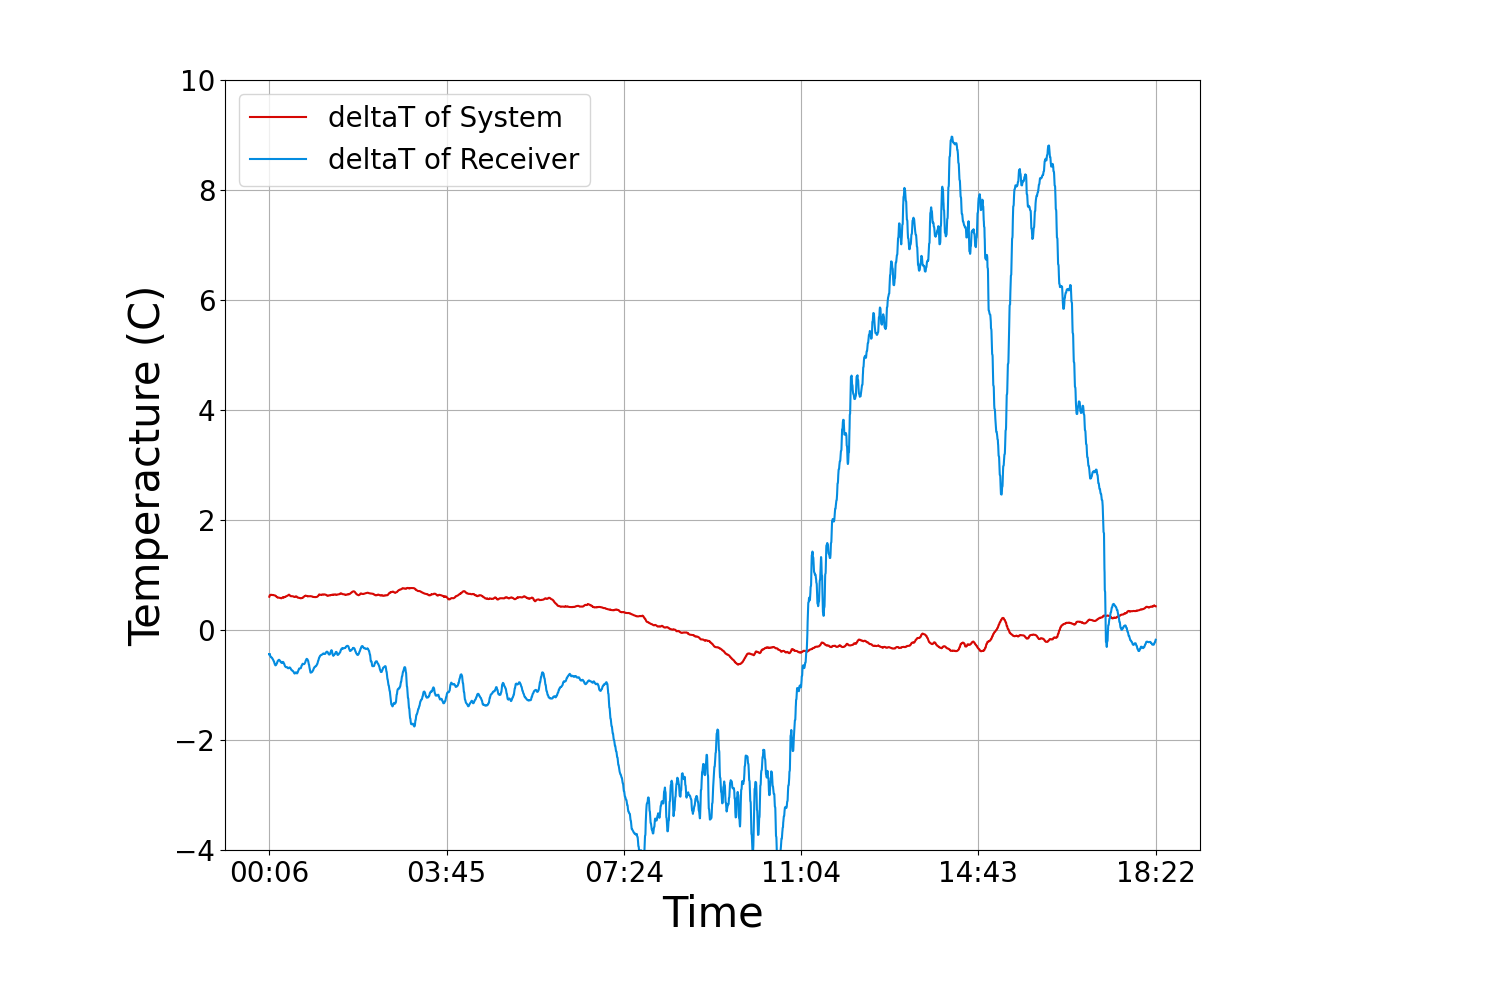 10
8
6
4
2
0
−2
−4
deltaT of System
deltaT of Receiver
Temperacture (C)
00:06 03:45 07:24 11:04 14:43 18:22
Time